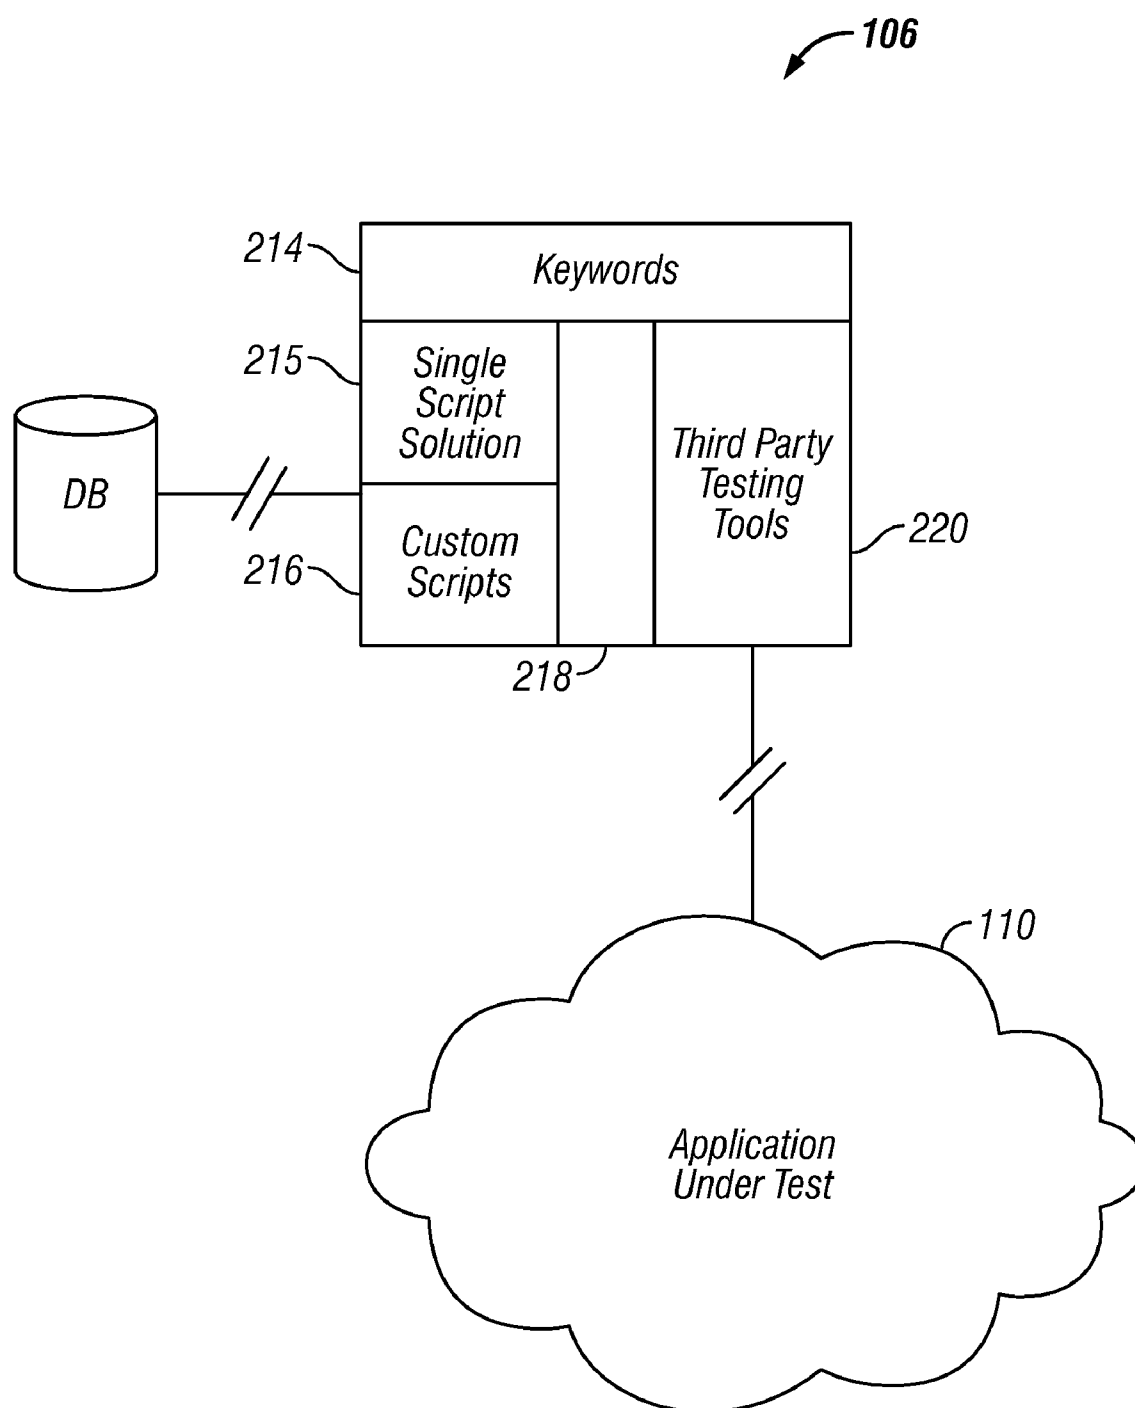 106
214
Keywords
215
Single
Script
Solution
Third Party
Testing
Tools
DB
220
Custom
Scripts
216
218
110
Application
Under Test